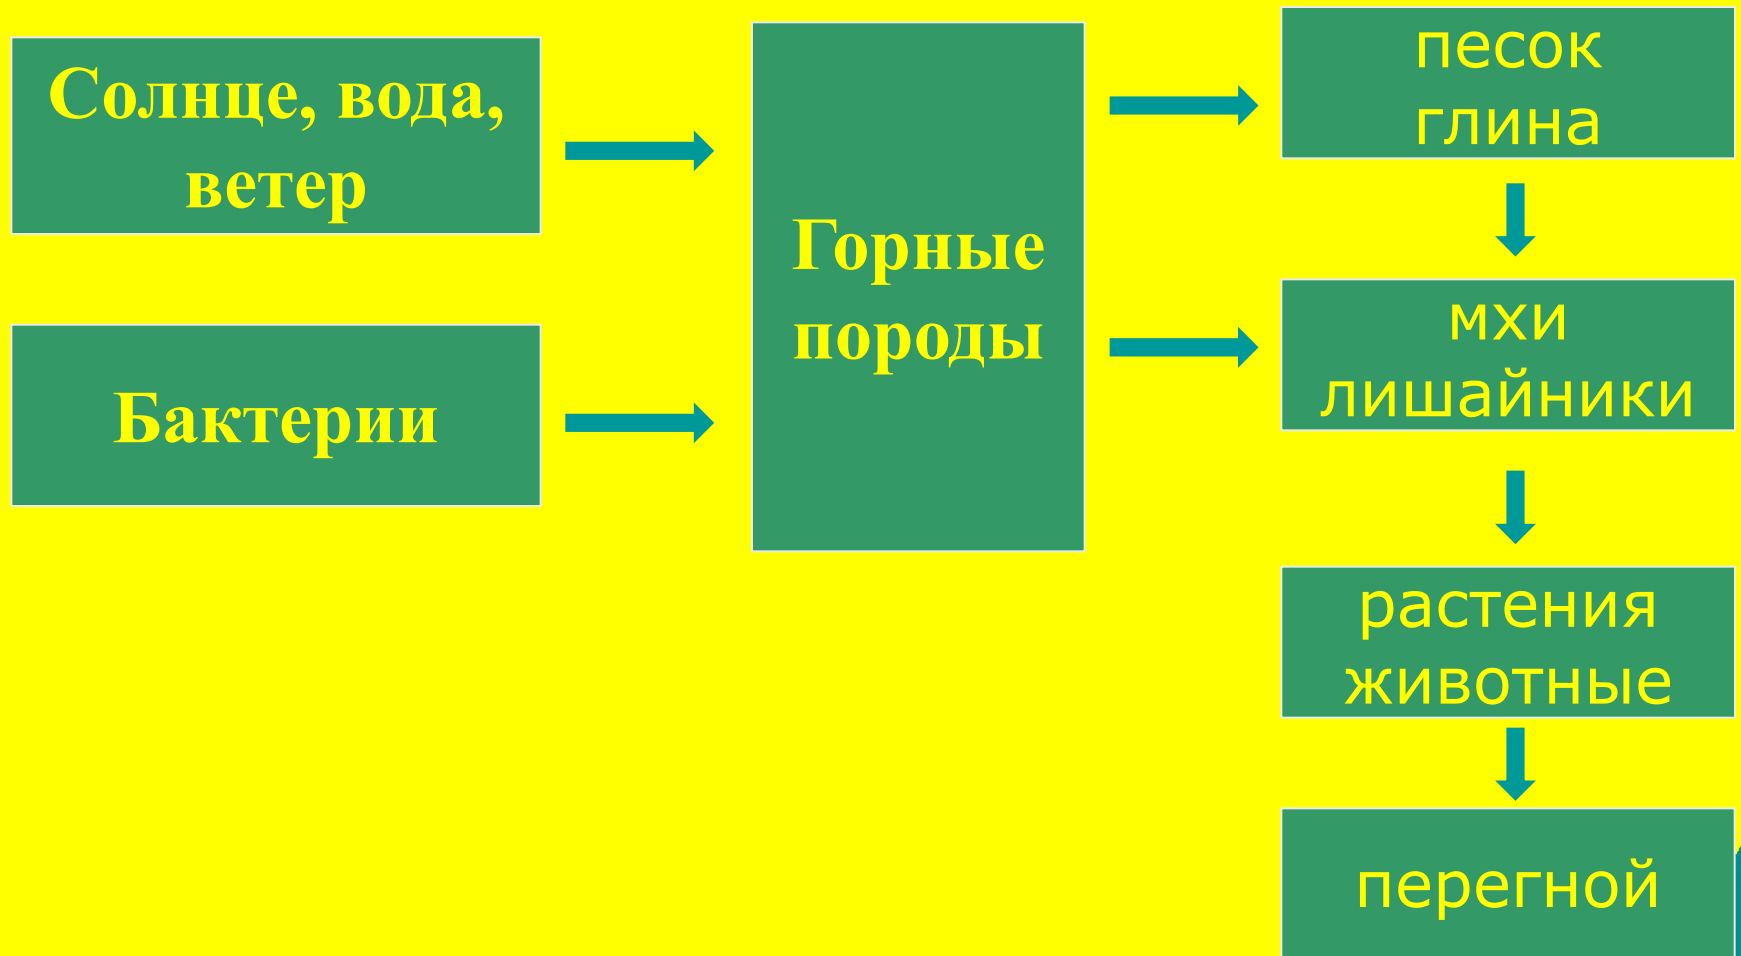 Солнце, вода,
ветер
Бактерии
Горные
породы
песок
глина
мхи
лишайники
растения
животные
перегной